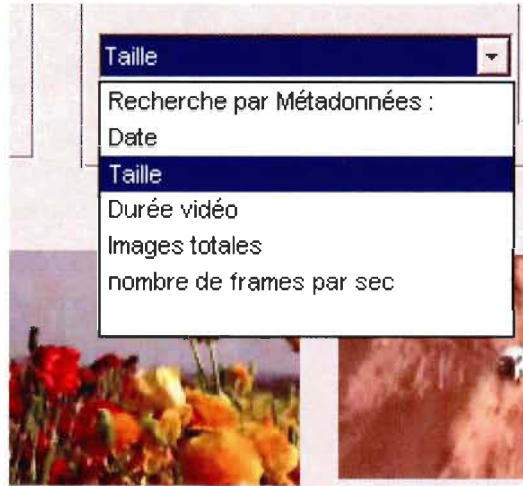 Taille
Recherche par Métadonnées :
Date
Taille
Durée vidéo
Images totales
nombre de frames par sec